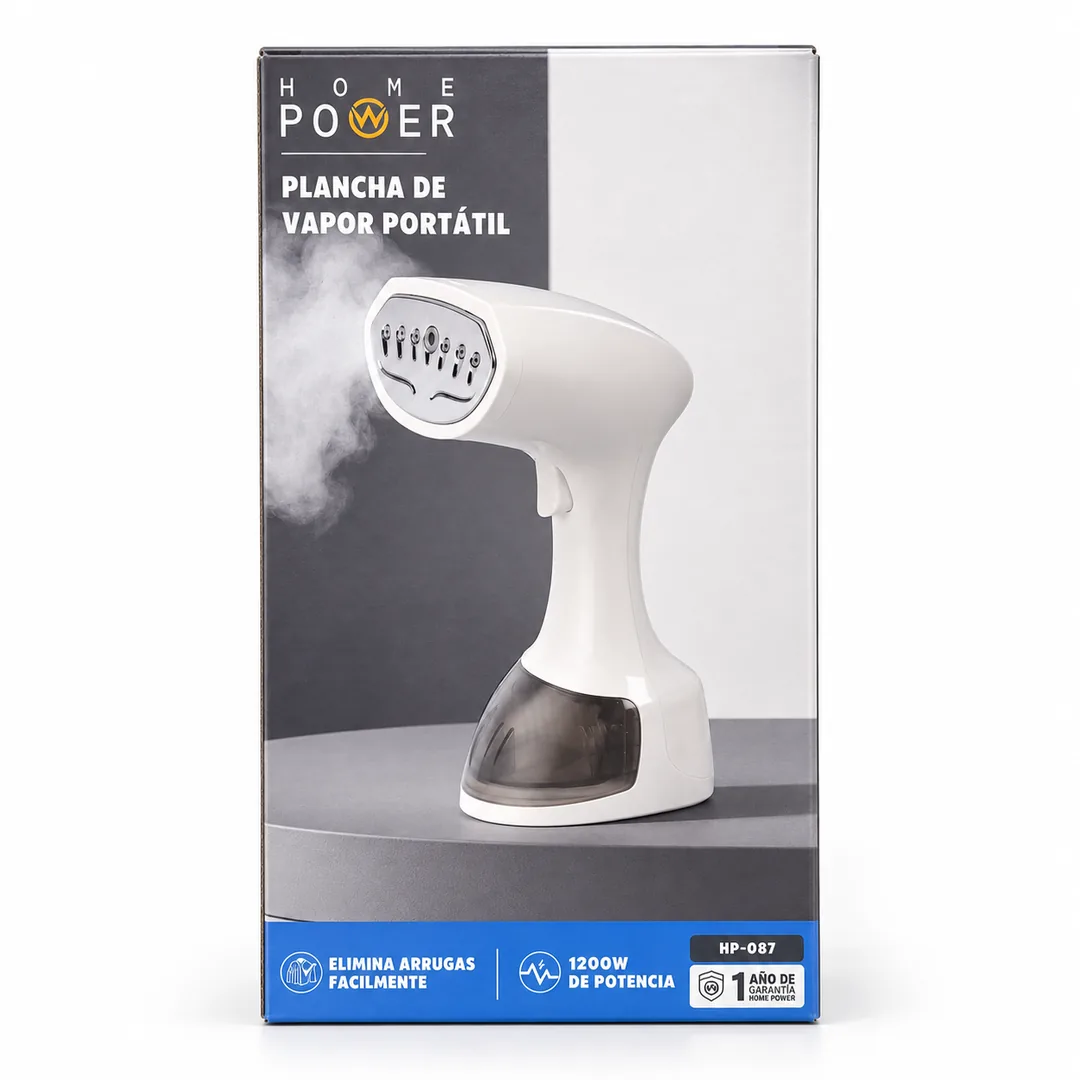 HOME
POWER
PLANCHA DE
VAPOR PORTÁTIL
ELIMINA ARRUGAS
FACILMENTE
1200W
DE POTENCIA
HP-087
1 AÑO DE
GARANTÍA
HOME POWER